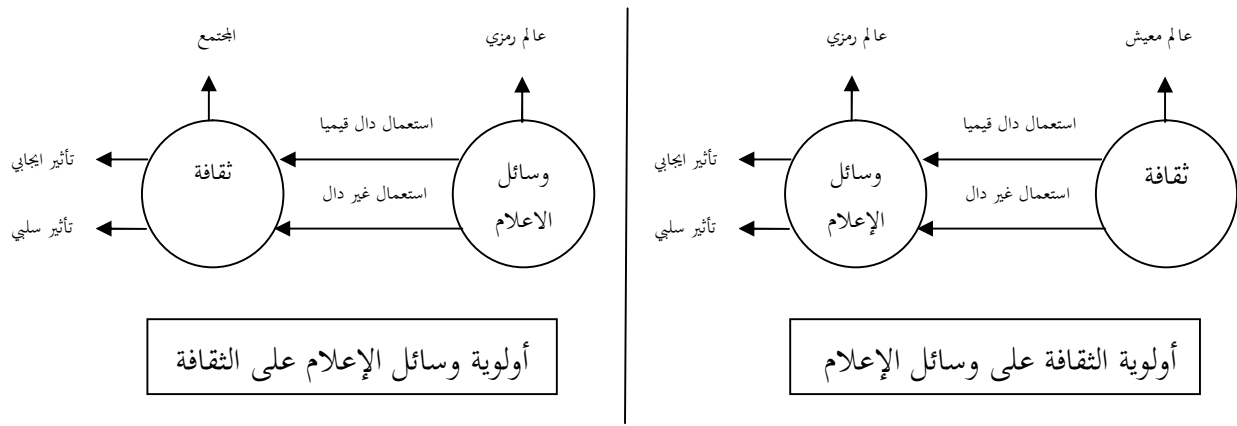 عالم معيش
عالم رمزي
استعمال دال قيميا
ثقافة
وسائل
الإعلام
استعمال غير دال
تأثير ايجابي
تأثير سلبي
أولوية الثقافة على وسائل الإعلام
عالم رمزي
المجتمع
استعمال دال قيميا
وسائل
الاعلام
ثقافة
استعمال غير دال
تأثير ايجابي
تأثير سلبي
أولوية وسائل الإعلام على الثقافة